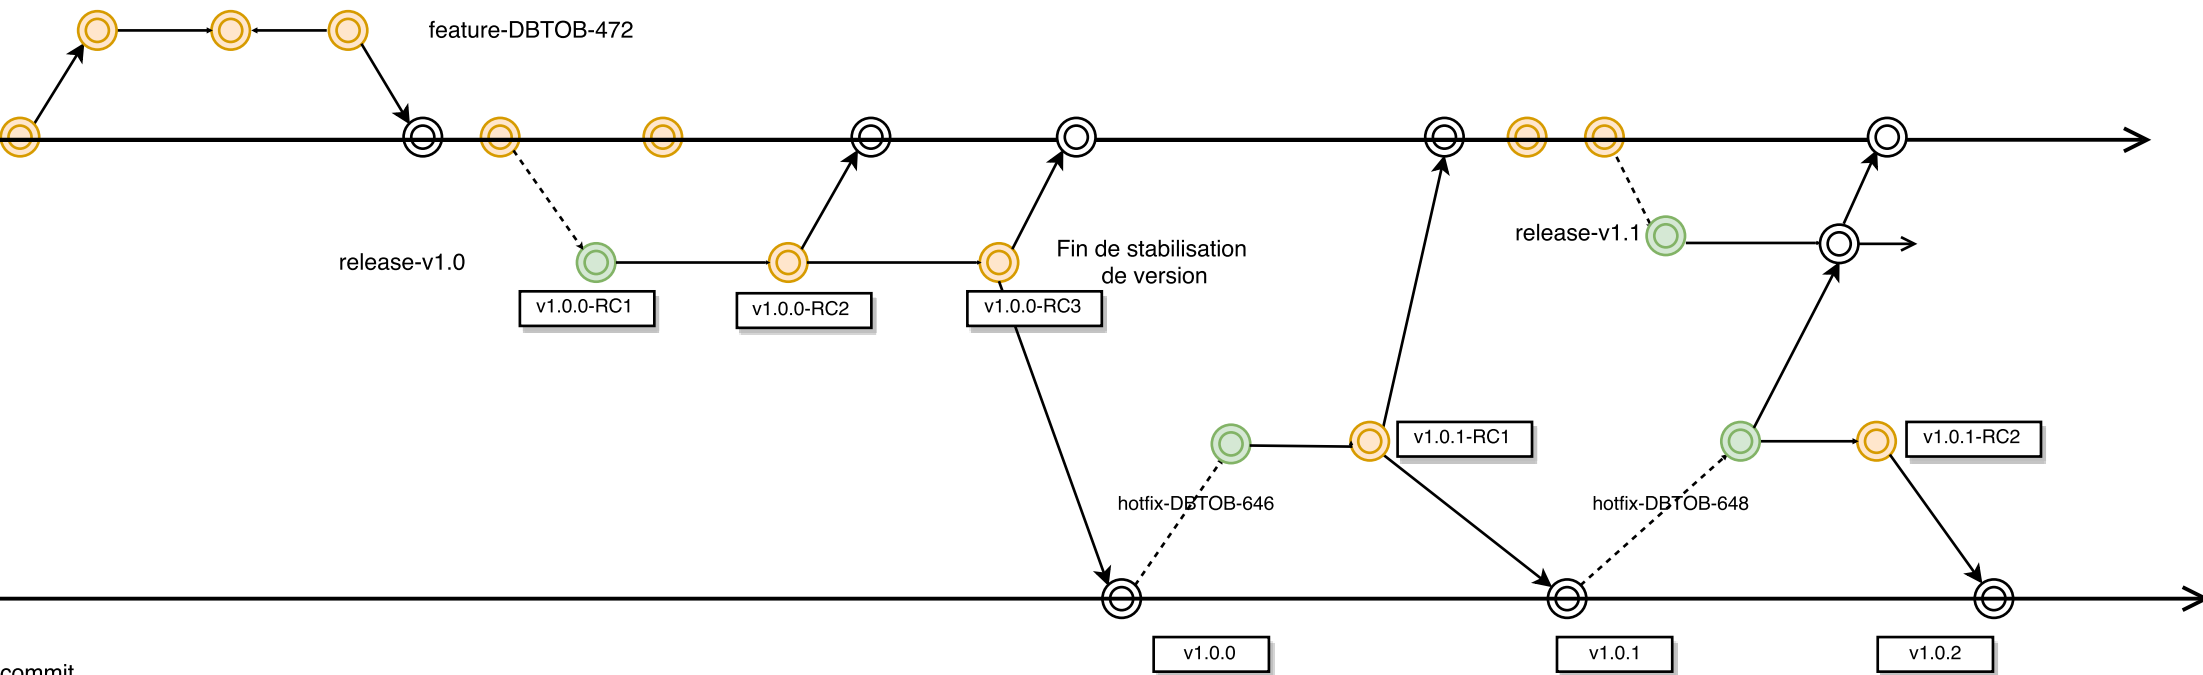 feature-DBTOB-472
release-v1.1
release-v1.0
Fin de stabilisation
de version
v1.0.0-RC1
v1.0.0-RC2
v1.0.0-RC3
v1.0.1-RC1
v1.0.1-RC2
hotfix-DBTOB-646
hotfix-DBTOB-648
v1.0.0
v1.0.1
v1.0.2
commit